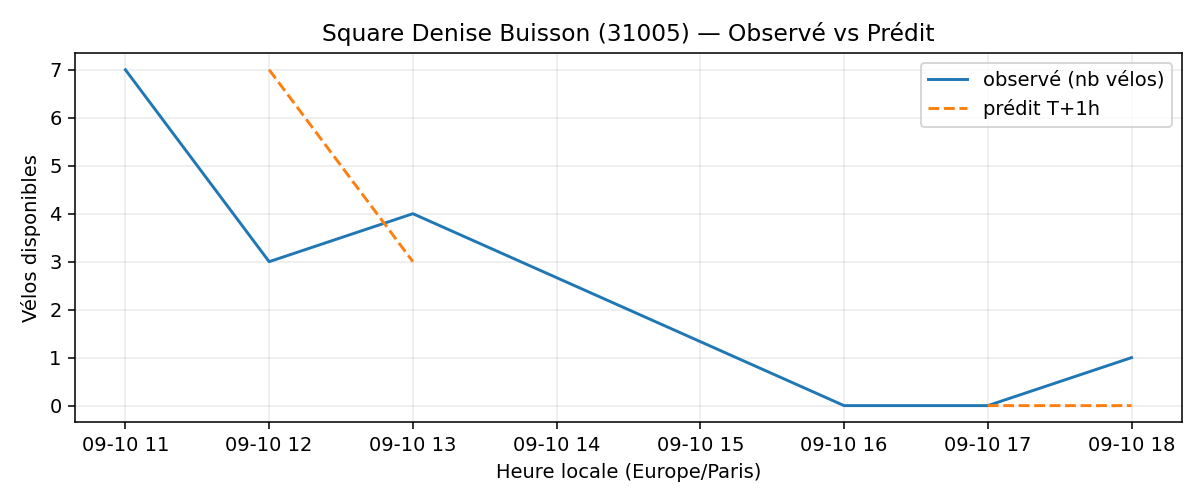 Square Denise Buisson (31005) — Observé vs Prédit
observé (nb vélos)
prédit T+1h
Vélos disponibles
7
6
5
4
3
2
1
0
09-10 11 09-10 12 09-10 13 09-10 14 09-10 15 09-10 16 09-10 17 09-10 18
Heure locale (Europe/Paris)